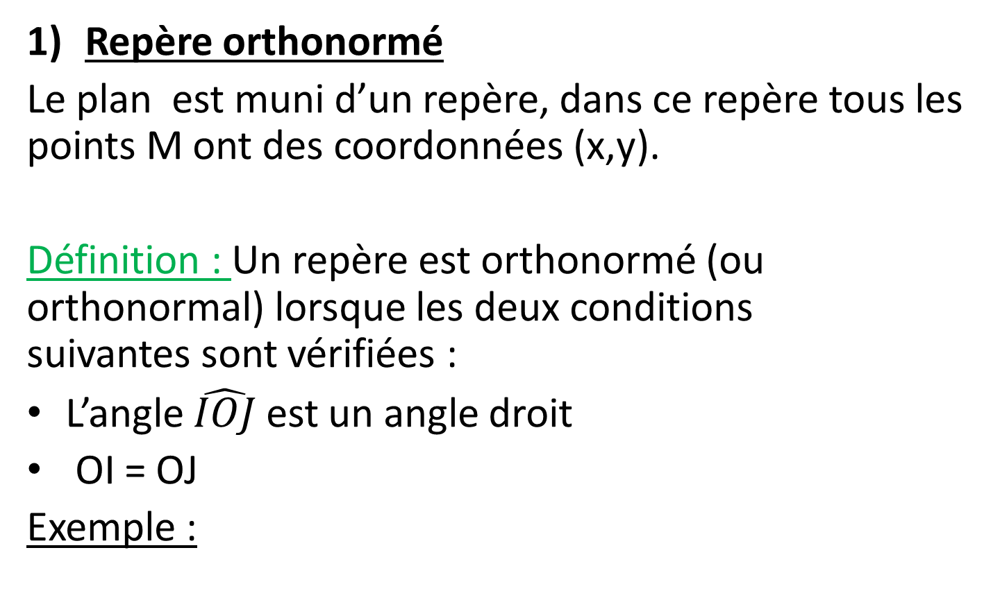 1) Repère orthonormé
Le plan  est muni d’un repère, dans ce repère tous les
points M ont des coordonnées (x,y).
Définition : Un repère est orthonormé (ou
orthonormal) lorsque les deux conditions
suivantes sont vérifiées :
• L’angle $\widehat{IOJ}$ est un angle droit
• OI = OJ
Exemple :